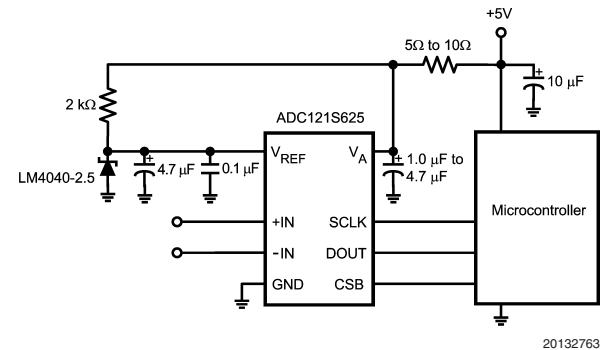 +5V
5Ω to 10Ω
+
10 µF
2 kΩ
ADC121S625
LM4040-2.5
+
4.7 µF
0.1 µF
VREF
VA
+
1.0 µF to
4.7 µF
+IN
-IN
GND
SCLK
DOUT
CSB
Microcontroller
20132763